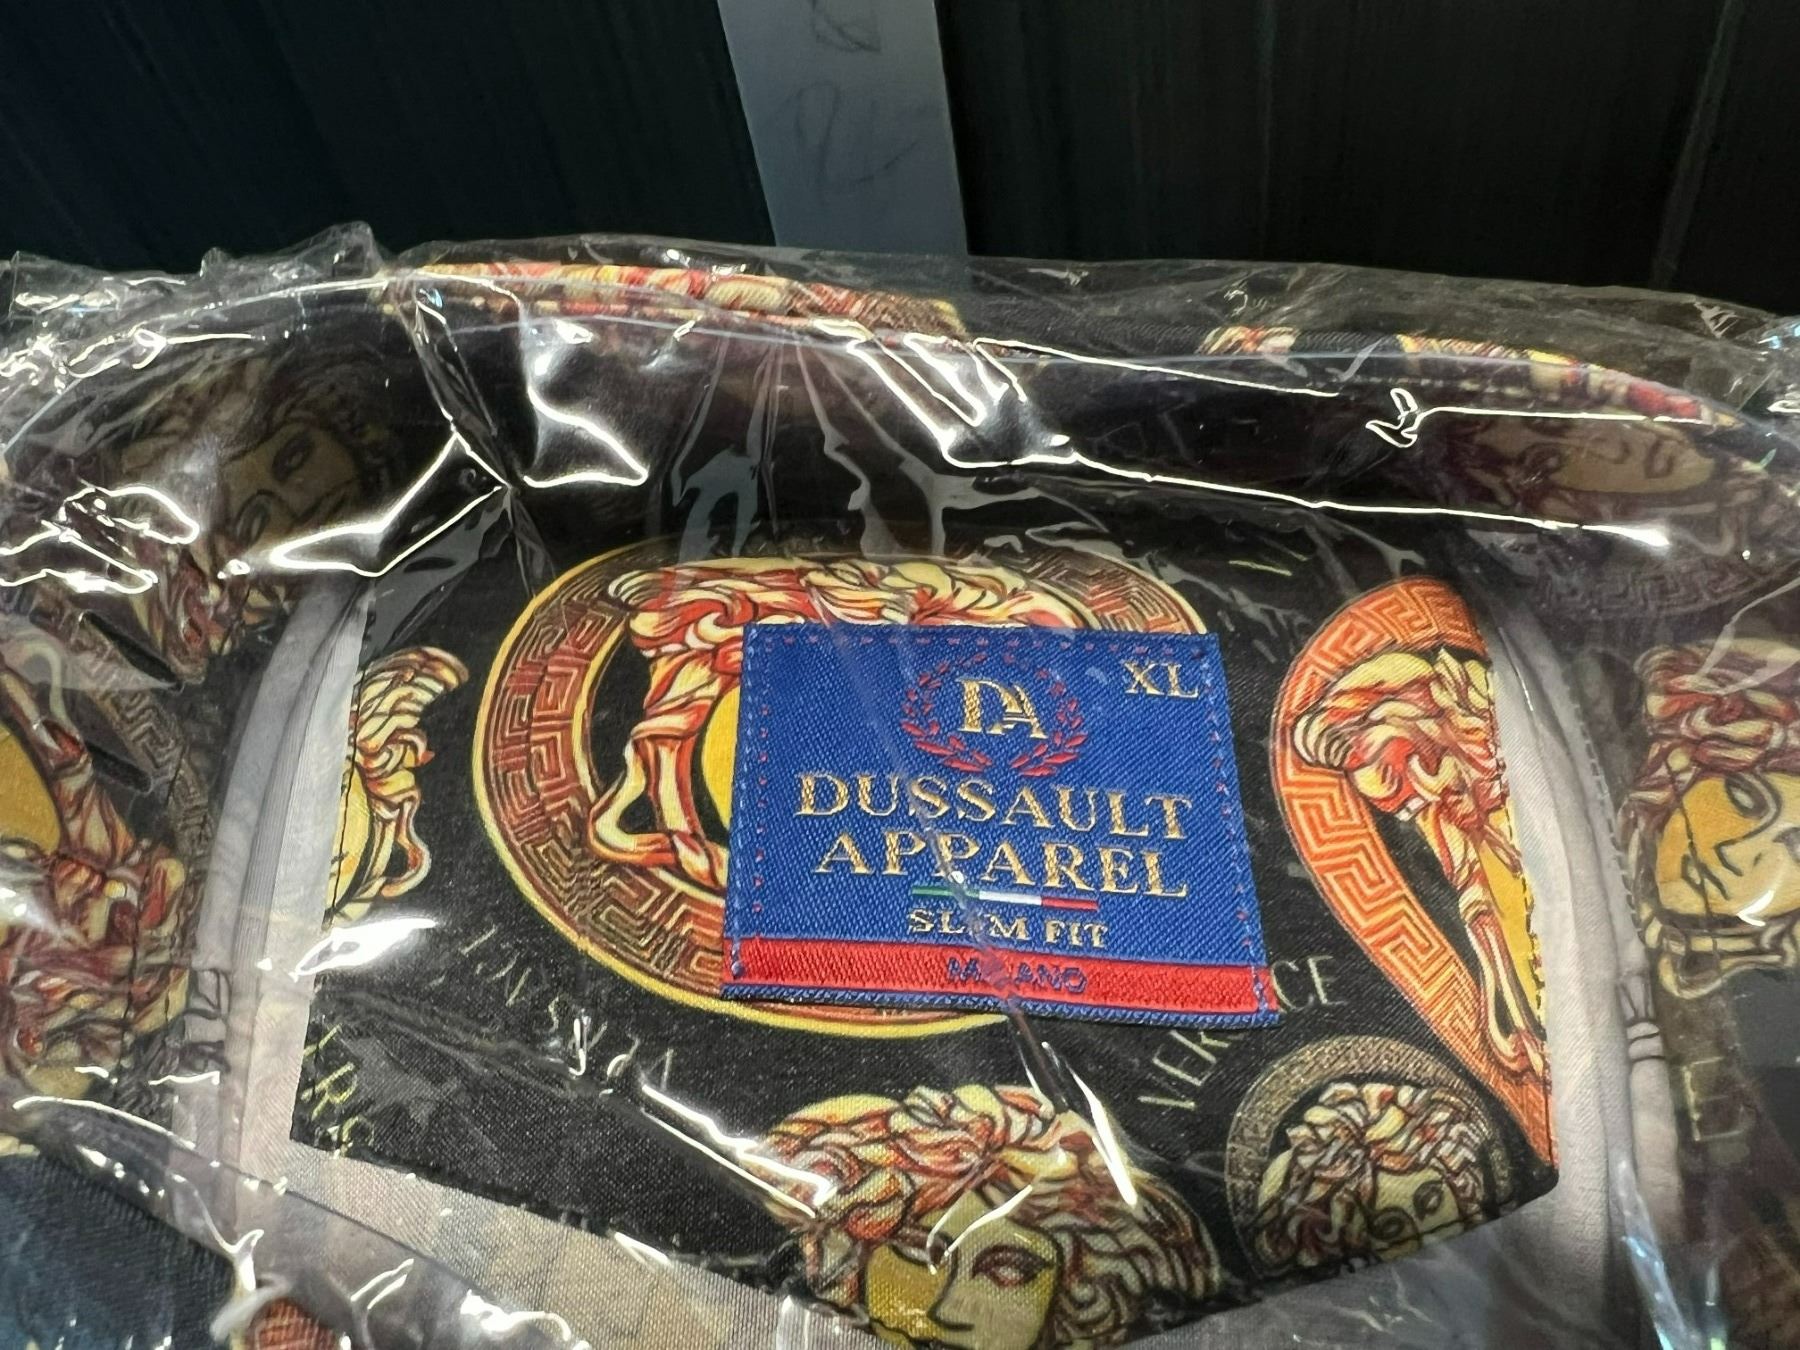 XL
DA
DUSSAULT
APPAREL
SLIM FIT
MILANO
VERSACE